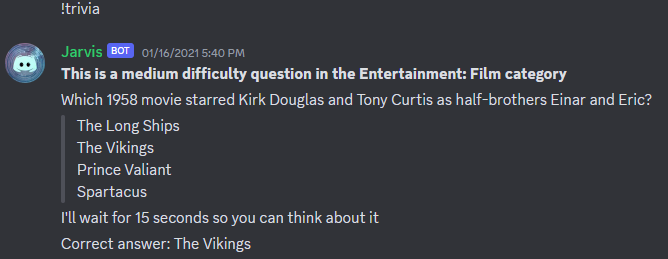 !trivia
Jarvis BOT 01/16/2021 5:40 PM
This is a medium difficulty question in the Entertainment: Film category
Which 1958 movie starred Kirk Douglas and Tony Curtis as half-brothers Einar and Eric?
The Long Ships
The Vikings
Prince Valiant
Spartacus
I'll wait for 15 seconds so you can think about it
Correct answer: The Vikings